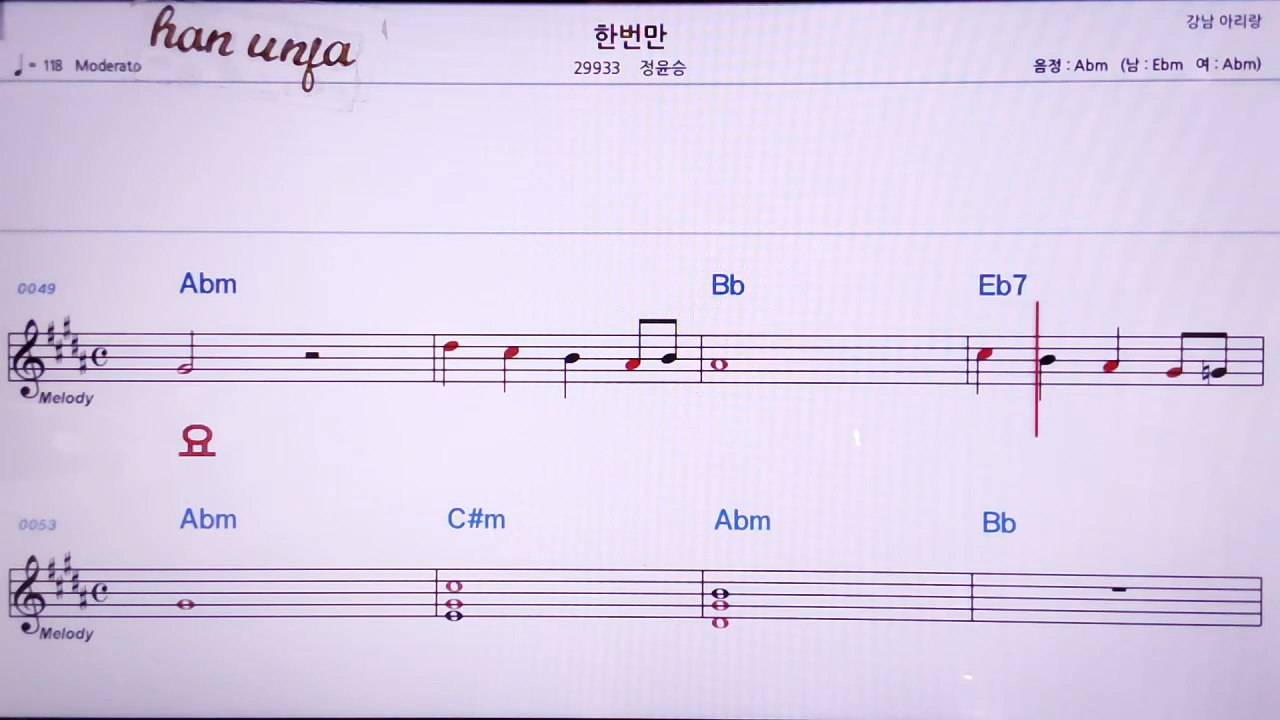 han unja
한번만
강남 아리랑
♩= 118 Moderato
29933 정윤승
음정 : Abm (남 : Ebm 여 : Abm)
0049 Abm Bb Eb7
Melody
요
0053 Abm C#m Abm Bb
Melody